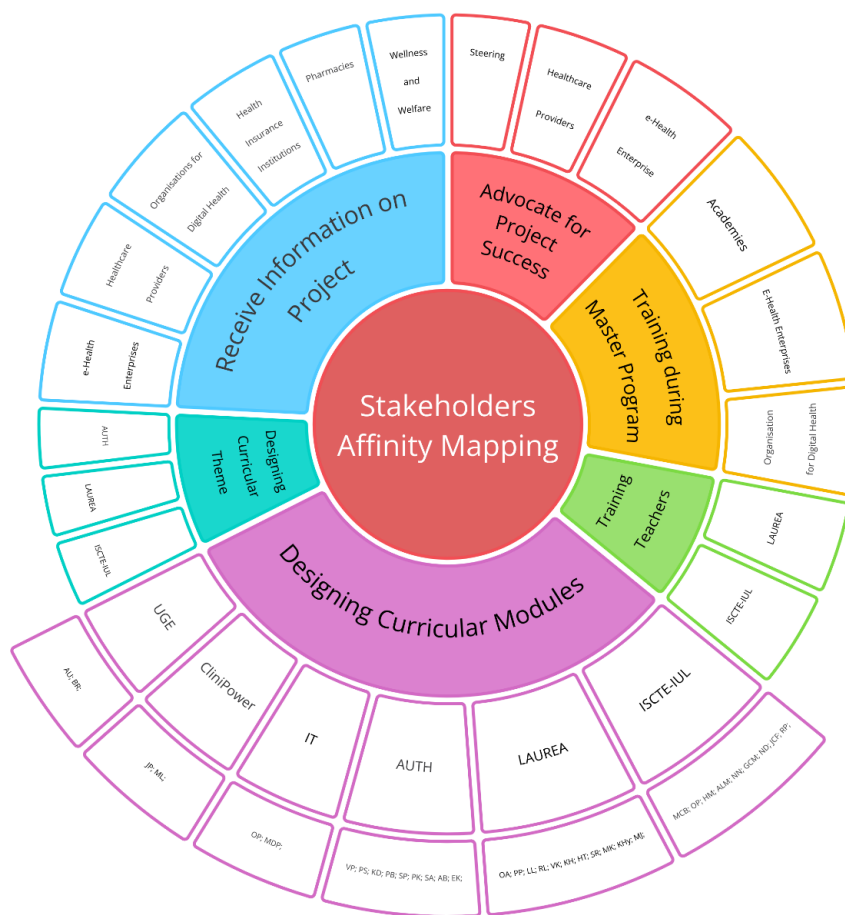 Stakeholders
Affinity Mapping
Advocate for
Project
Success
Steering
Healthcare
Providers
e-Health
Enterprise
Training during
Master Program
Academies
E-Health Enterprises
Organisation
for Digital Health
Training
Teachers
LAUREA
ISCTE-IUL
Designing Curricular Modules
ISCTE-IUL
MCB; OP; HM; ALM; NN; GCM; ND; JCF; RP;
LAUREA
OA; PP; LL; RL; VK; KH; HT; SR; MK; KHy; MJ;
AUTH
VP; PS; KD; PB; SP; PK; SA; AB; EK;
IT
OP; MDP;
CliniPower
JP; ML;
UGE
AU; BR;
Designing
Curricular
Theme
ISCTE-IUL
LAUREA
AUTH
Receive Information on
Project
e-Health
Enterprises
Healthcare
Providers
Organisations for
Digital Health
Health
Insurance
Institutions
Pharmacies
Wellness
and
Welfare